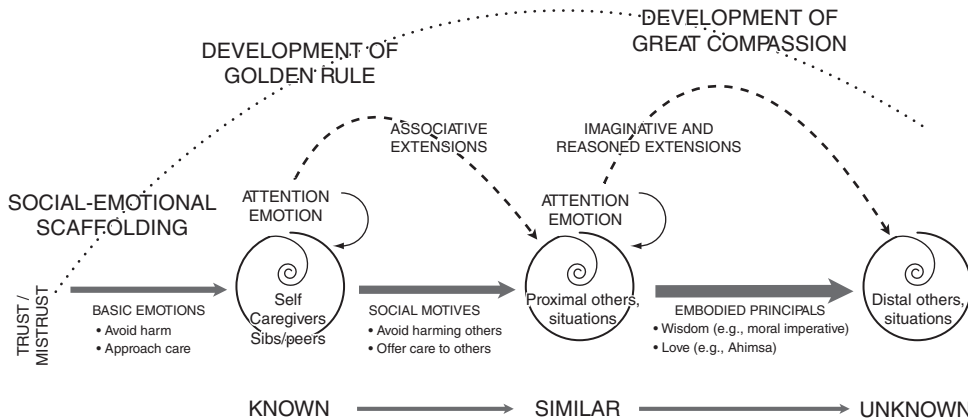 DEVELOPMENT OF
GREAT COMPASSION
DEVELOPMENT OF
GOLDEN RULE
ASSOCIATIVE
EXTENSIONS
IMAGINATIVE AND
REASONED EXTENSIONS
SOCIAL-EMOTIONAL
SCAFFOLDING
ATTENTION
EMOTION
ATTENTION
EMOTION
TRUST /
MISTRUST
BASIC EMOTIONS
• Avoid harm
• Approach care
Self
Caregivers
Sibs/peers
SOCIAL MOTIVES
• Avoid harming others
• Offer care to others
Proximal others,
situations
EMBODIED PRINCIPALS
• Wisdom (e.g., moral imperative)
• Love (e.g., Ahimsa)
Distal others,
situations
KNOWN
SIMILAR
UNKNOWN